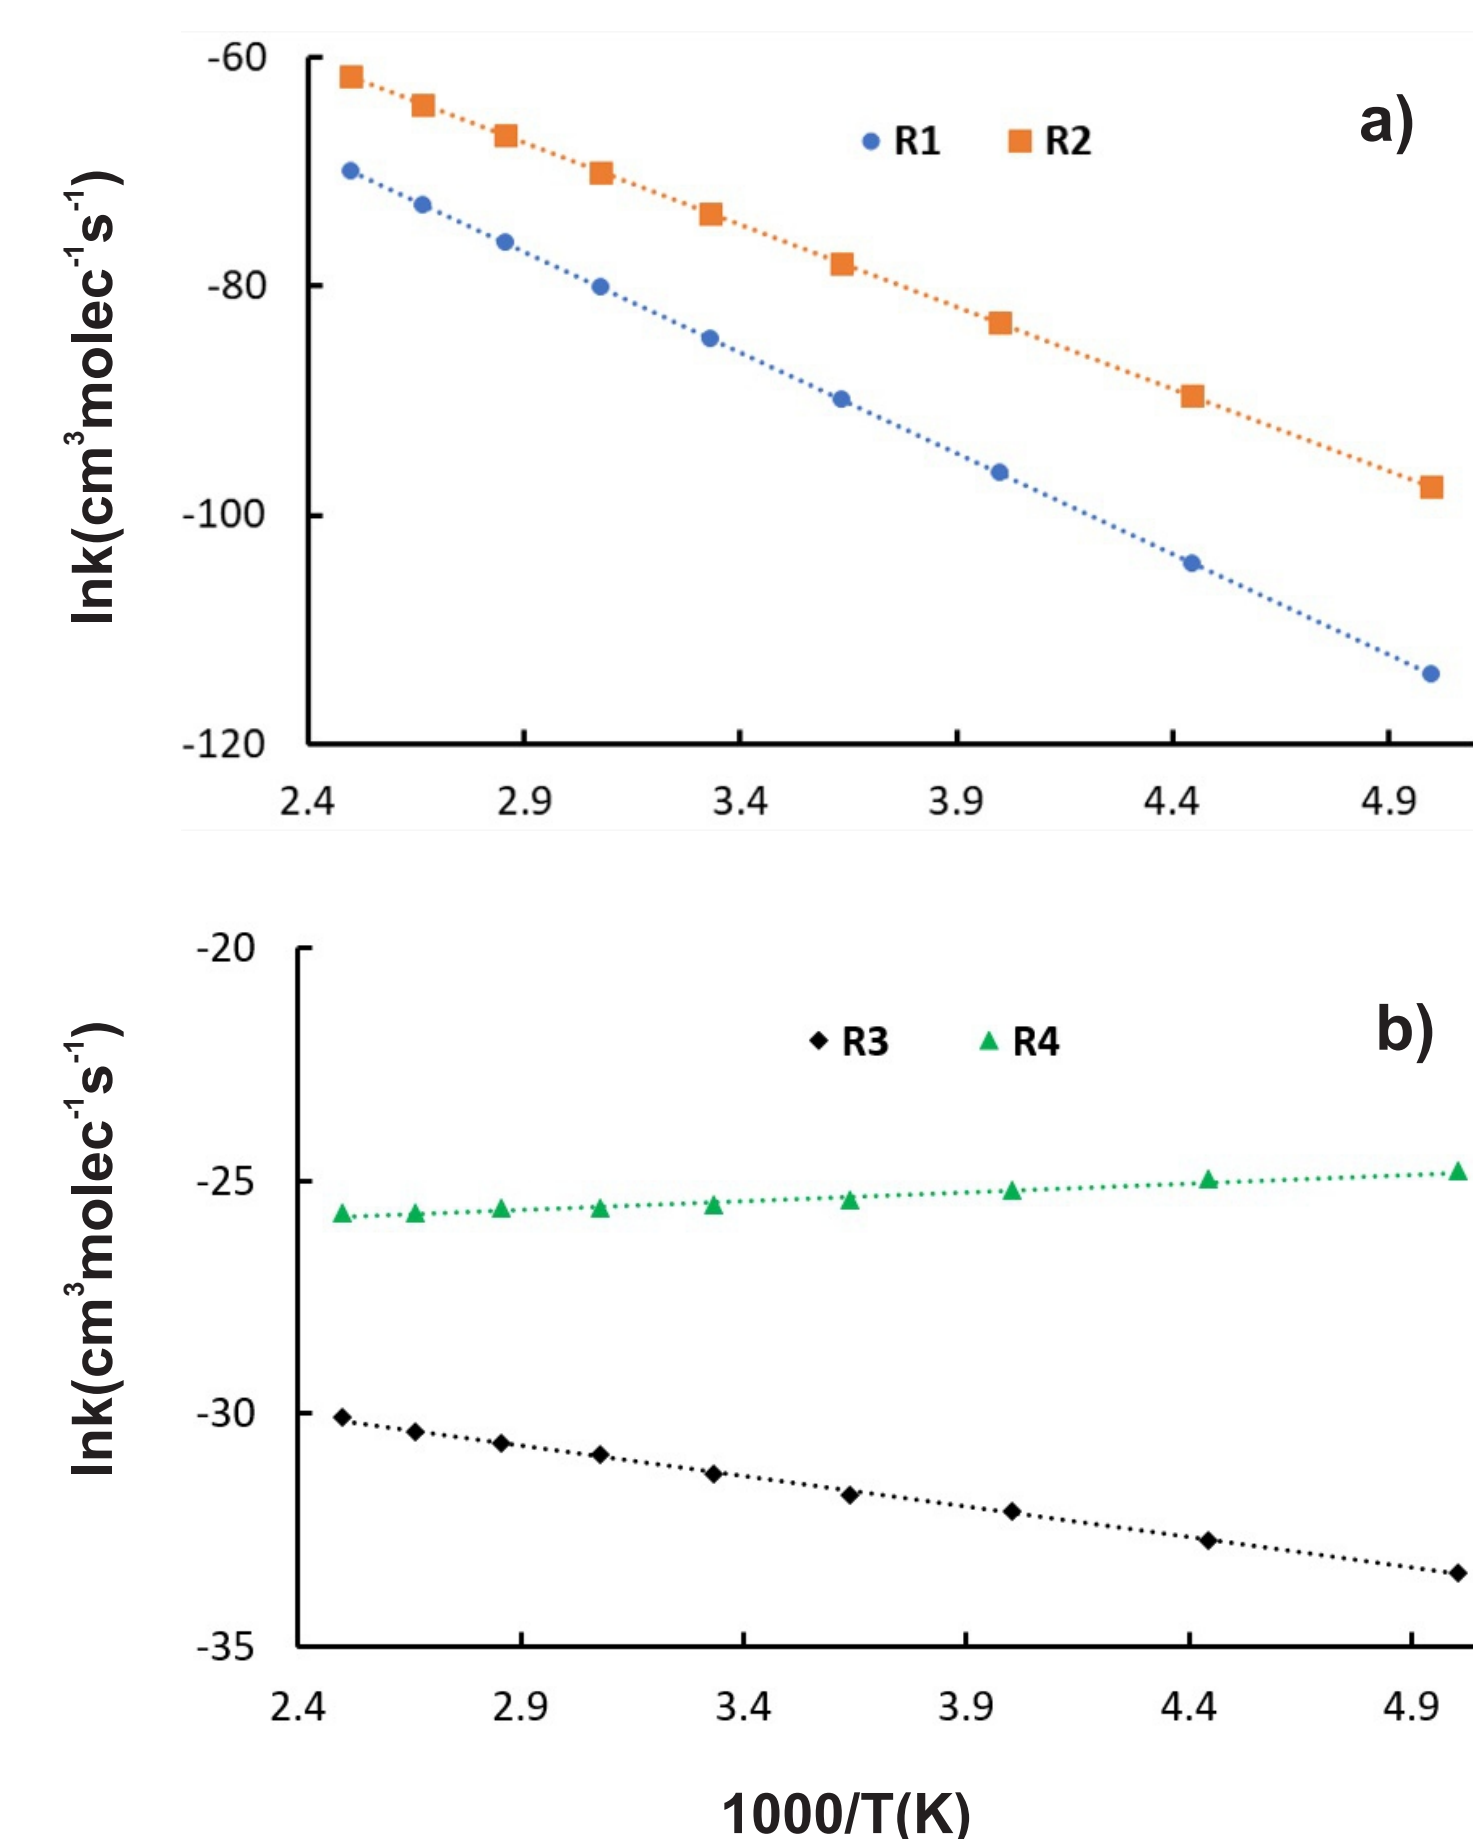 -60
a)
R1 R2
-80
-100
-120
lnk(cm³molec⁻¹s⁻¹)
2.4 2.9 3.4 3.9 4.4 4.9
-20
b)
R3 R4
-25
-30
-35
lnk(cm³molec⁻¹s⁻¹)
2.4 2.9 3.4 3.9 4.4 4.9
1000/T(K)